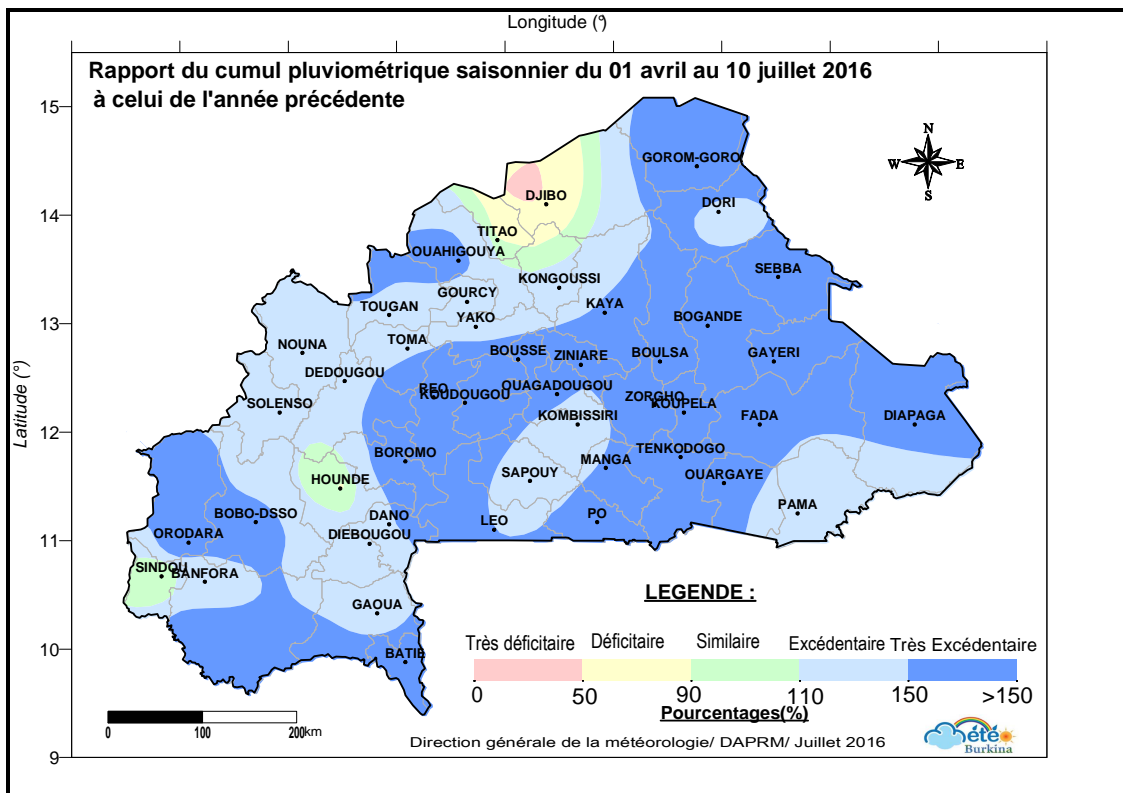 Longitude (°)
Rapport du cumul pluviométrique saisonnier du 01 avril au 10 juillet 2016
à celui de l'année précédente
15
14
13
12
11
10
9
Latitude (°)
N
W
E
S
GOROM-GORO
DJIBO
DORI
TITAO
OUAHIGOUYA
SEBBA
KONGOUSSI
GOURCY
TOUGAN
KAYA
YAKO
BOGANDE
NOUNA
TOMA
BOUSSE
ZINIARE
BOULSA
GAYERI
DEDOUGOU
REO
KOUDOUGOU
OUAGADOUGOU
SOLENSO
ZORGHO
KOUPELA
KOMBISSIRI
FADA
DIAPAGA
BOROMO
TENKODOGO
MANGA
HOUNDE
SAPOUY
OUARGAYE
PAMA
BOBO-DSSO
DANO
LEO
PO
ORODARA
DIEBOUGOU
SINDOU
BANFORA
GAOUA
BATIE
LEGENDE :
Très déficitaire
Déficitaire
Similaire
Excédentaire
Très Excédentaire
0
50
90
110
150
>150
Pourcentages(%)
0
100
200km
Direction générale de la météorologie/ DAPRM/ Juillet 2016
été
Burkina